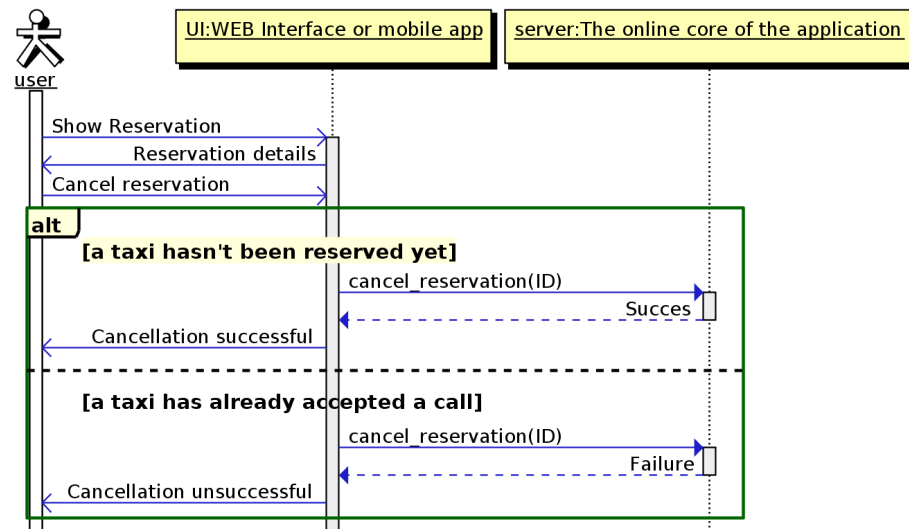 user
UI:WEB Interface or mobile app
server:The online core of the application
Show Reservation
Reservation details
Cancel reservation
alt
[a taxi hasn't been reserved yet]
cancel_reservation(ID)
Succes
Cancellation successful
[a taxi has already accepted a call]
cancel_reservation(ID)
Failure
Cancellation unsuccessful